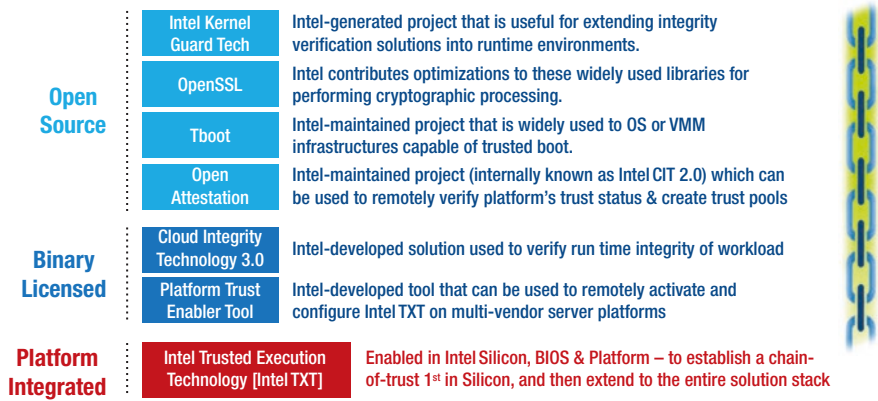 Open
Source
Intel Kernel
Guard Tech
Intel-generated project that is useful for extending integrity
verification solutions into runtime environments.
OpenSSL
Intel contributes optimizations to these widely used libraries for
performing cryptographic processing.
Tboot
Intel-maintained project that is widely used to OS or VMM
infrastructures capable of trusted boot.
Open
Attestation
Intel-maintained project (internally known as Intel CIT 2.0) which can
be used to remotely verify platform's trust status & create trust pools
Binary
Licensed
Cloud Integrity
Technology 3.0
Intel-developed solution used to verify run time integrity of workload
Platform Trust
Enabler Tool
Intel-developed tool that can be used to remotely activate and
configure Intel TXT on multi-vendor server platforms
Platform
Integrated
Intel Trusted Execution
Technology [Intel TXT]
Enabled in Intel Silicon, BIOS & Platform – to establish a chain-
of-trust 1st in Silicon, and then extend to the entire solution stack